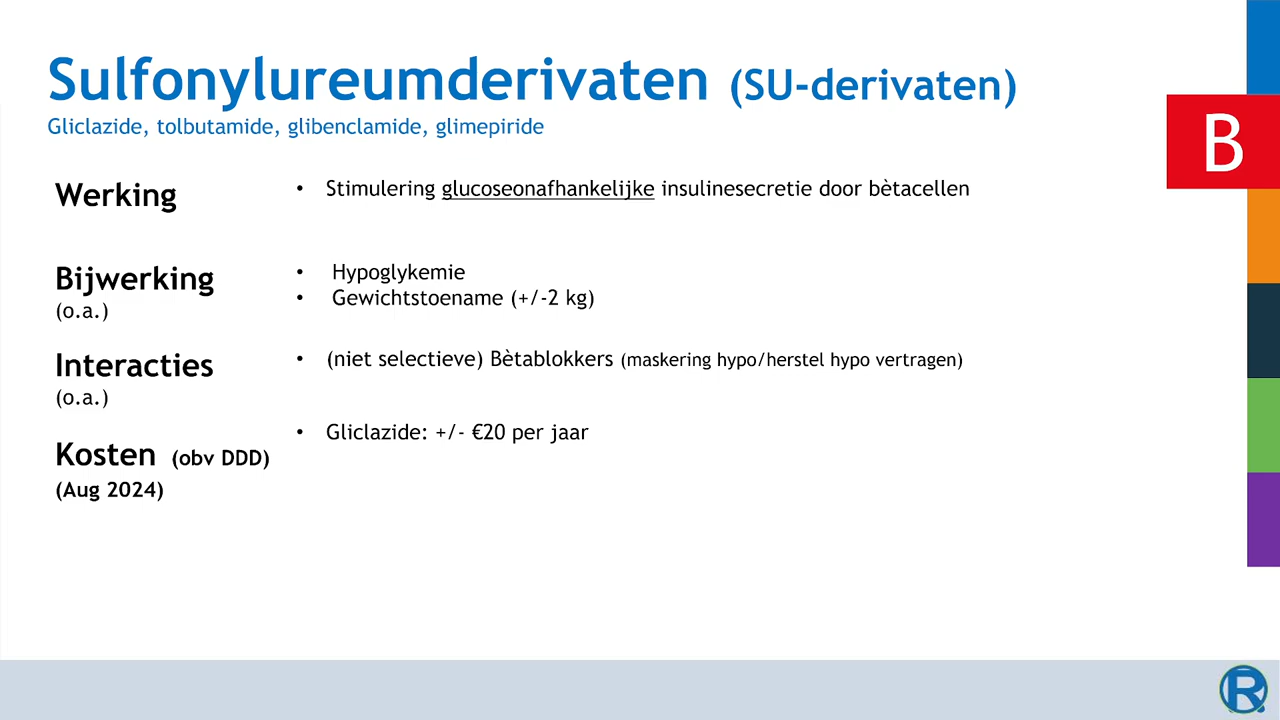 Sulfonylureumderivaten (SU-derivaten)
Gliclazide, tolbutamide, glibenclamide, glimepiride
B
Werking
• Stimulering glucoseonafhankelijke insulinesecretie door bètacellen
Bijwerking
(o.a.)
• Hypoglykemie
• Gewichtstoename (+/-2 kg)
Interacties
(o.a.)
• (niet selectieve) Bètablokkers (maskering hypo/herstel hypo vertragen)
Kosten (obv DDD)
(Aug 2024)
• Gliclazide: +/- €20 per jaar
R